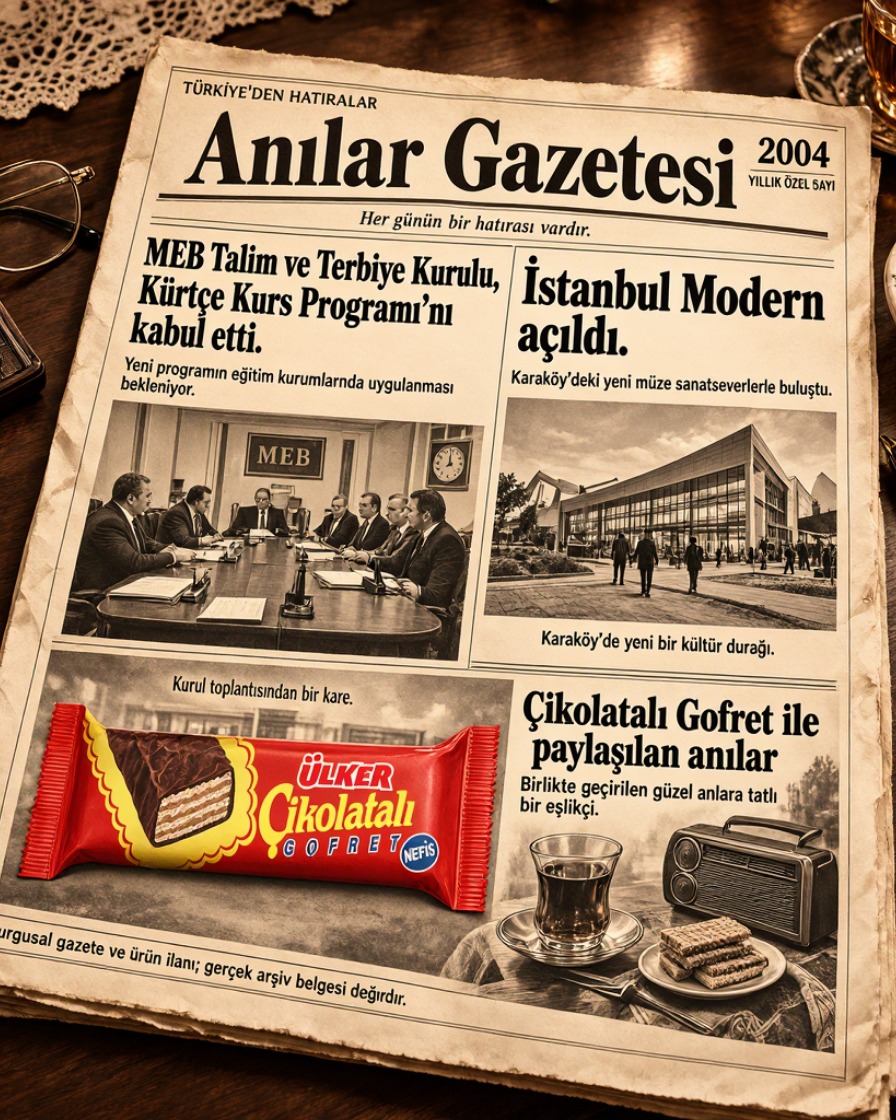 TÜRKİYE'DEN HATIRALAR
Anılar Gazetesi
2004
YILLIK ÖZEL SAYI
Her günün bir hatırası vardır.
MEB Talim ve Terbiye Kurulu,
Kürtçe Kurs Programı'nı
kabul etti.
Yeni programın eğitim kurumlarnda uygulanması
bekleniyor.
MEB
Kurul toplantısından bir kare.
İstanbul Modern
açıldı.
Karaköy'deki yeni müze sanatseverlerle buluştu.
Karaköy'de yeni bir kültür durağı.
ÜLKER
Çikolatalı
GOFRET
NEFİS
Çikolatalı Gofret ile
paylaşılan anılar
Birlikte geçirilen güzel anlara tatlı
bir eşlikçi.
urgusal gazete ve ürün ilanı; gerçek arşiv belgesi değırdır.